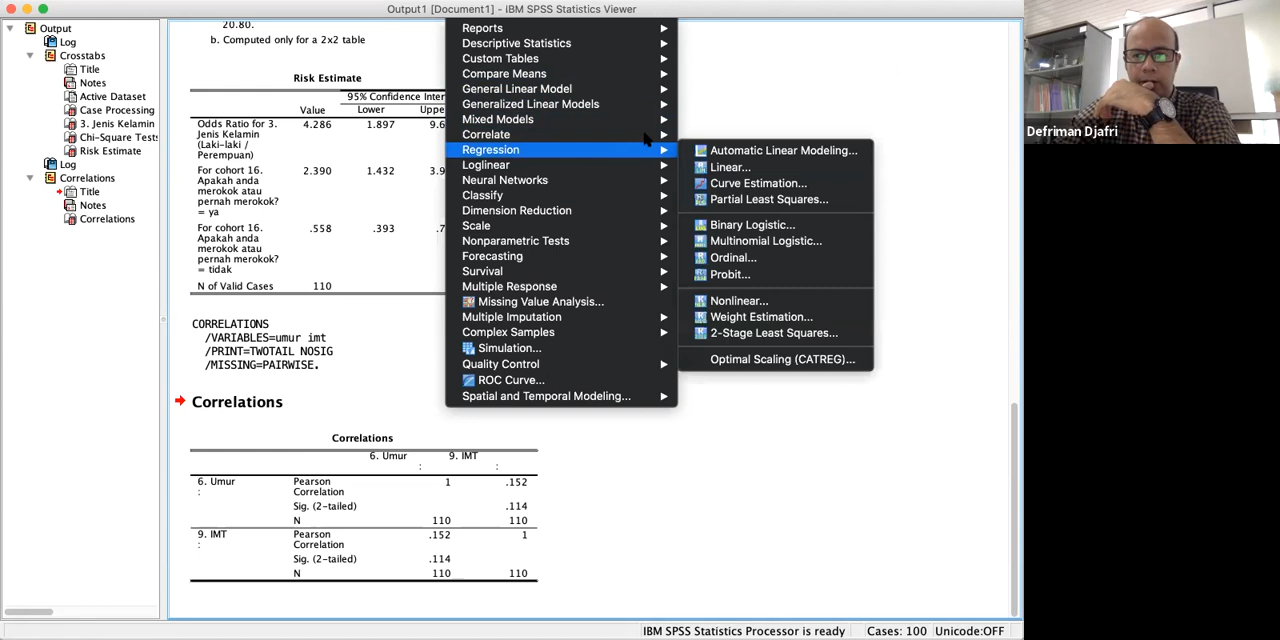 Output1 [Document1] - IBM SPSS Statistics Viewer
Output
Log
Crosstabs
Title
Notes
Active Dataset
Case Processing
3. Jenis Kelamin
Chi-Square Tests
Risk Estimate
Log
Correlations
Title
Notes
Correlations
20.80.
b. Computed only for a 2x2 table
Risk Estimate
95% Confidence Inter
Value Lower Uppe
Odds Ratio for 3. Jenis Kelamin (Laki-laki / Perempuan) 4.286 1.897 9.6
For cohort 16. Apakah anda merokok atau pernah merokok? = ya 2.390 1.432 3.9
For cohort 16. Apakah anda merokok atau pernah merokok? = tidak .558 .393 .7
N of Valid Cases 110
CORRELATIONS
/VARIABLES=umur imt
/PRINT=TWOTAIL NOSIG
/MISSING=PAIRWISE.
Correlations
Correlations
6. Umur : 9. IMT :
6. Umur : Pearson Correlation 1 .152
Sig. (2-tailed) .114
N 110 110
9. IMT : Pearson Correlation .152 1
Sig. (2-tailed) .114
N 110 110
Reports
Descriptive Statistics
Custom Tables
Compare Means
General Linear Model
Generalized Linear Models
Mixed Models
Correlate
Regression
Loglinear
Neural Networks
Classify
Dimension Reduction
Scale
Nonparametric Tests
Forecasting
Survival
Multiple Response
Missing Value Analysis...
Multiple Imputation
Complex Samples
Simulation...
Quality Control
ROC Curve...
Spatial and Temporal Modeling...
Automatic Linear Modeling...
Linear...
Curve Estimation...
Partial Least Squares...
Binary Logistic...
Multinomial Logistic...
Ordinal...
Probit...
Nonlinear...
Weight Estimation...
2-Stage Least Squares...
Optimal Scaling (CATREG)...
Defriman Djafri
IBM SPSS Statistics Processor is ready Cases: 100 Unicode:OFF